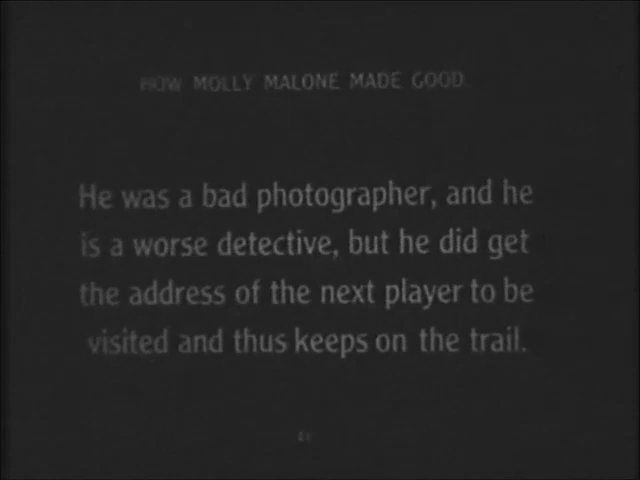 HOW MOLLY MALONE MADE GOOD.
He was a bad photographer, and he
is a worse detective, but he did get
the address of the next player to be
visited and thus keeps on the trail.